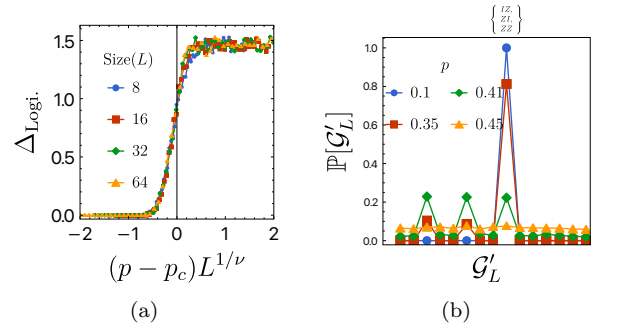 1.5
1.0
0.5
0.0
Δ_Logi.
Size(L)
8
16
32
64
−2 −1 0 1 2
(p − p_c)L^{1/ν}
(a)
{ IZ,
ZI,
ZZ }
1.0
0.8
0.6
0.4
0.2
0.0
ℙ[𝒢′_L]
p
0.1 0.41
0.35 0.45
𝒢′_L
(b)